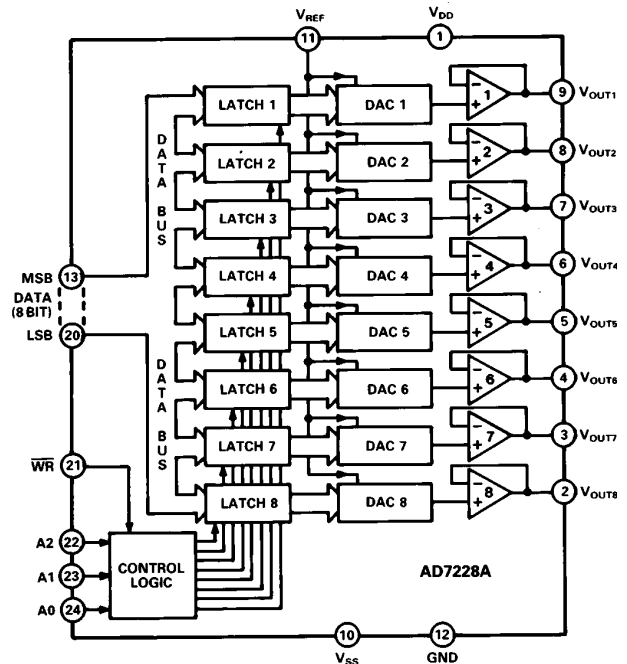 VREF VDD
11 1
LATCH 1 DAC 1 1 9 VOUT1
LATCH 2 DAC 2 2 8 VOUT2
DATA BUS
LATCH 3 DAC 3 3 7 VOUT3
MSB 13 LATCH 4 DAC 4 4 6 VOUT4
DATA
(8 BIT)
LSB 20 LATCH 5 DAC 5 5 5 VOUT5
DATA BUS
LATCH 6 DAC 6 6 4 VOUT6
WR 21 LATCH 7 DAC 7 7 3 VOUT7
LATCH 8 DAC 8 8 2 VOUT8
A2 22
A1 23 CONTROL
LOGIC
A0 24
AD7228A
10 12
VSS GND